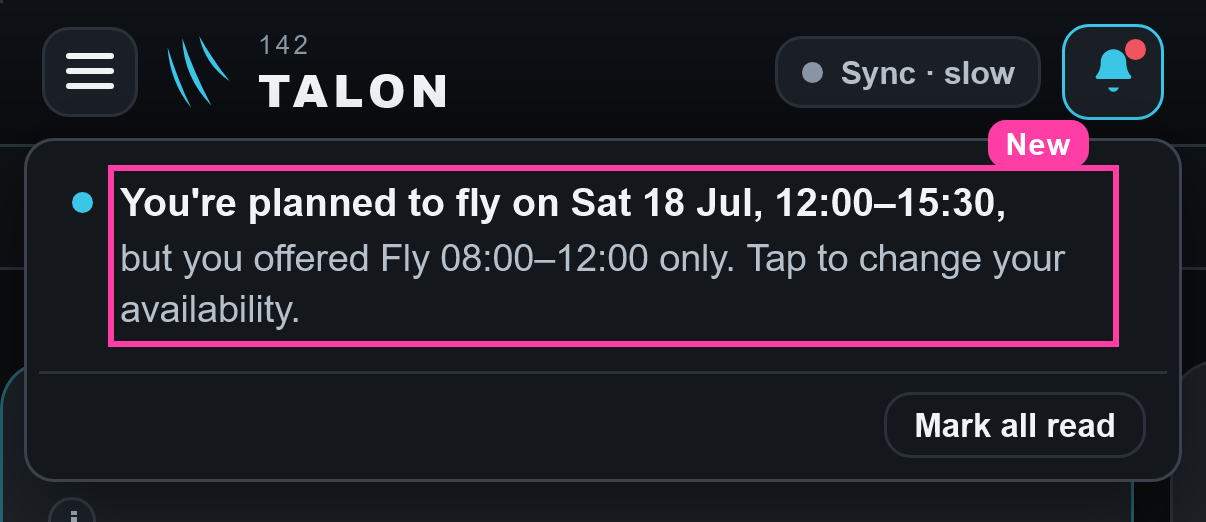 142
TALON
Sync · slow
New
You're planned to fly on Sat 18 Jul, 12:00–15:30,
but you offered Fly 08:00–12:00 only. Tap to change your
availability.
Mark all read
i